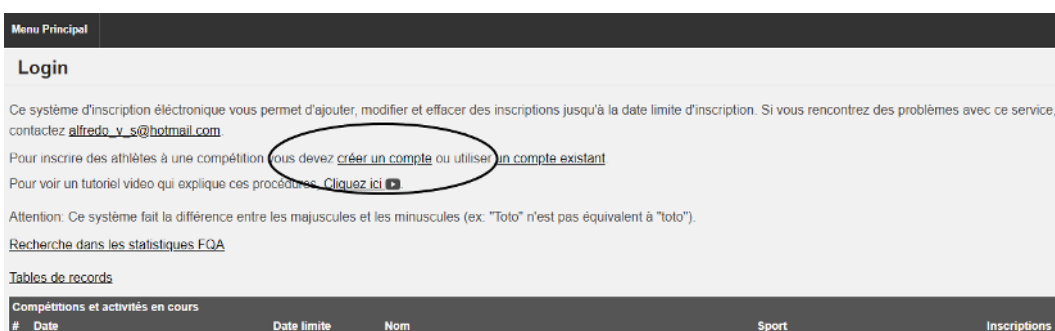 Menu Principal
Login
Ce système d'inscription éléctronique vous permet d'ajouter, modifier et effacer des inscriptions jusqu'à la date limite d'inscription. Si vous rencontrez des problèmes avec ce service,
contactez alfredo_v_s@hotmail.com.
Pour inscrire des athlètes à une compétition vous devez créer un compte ou utiliser un compte existant
Pour voir un tutoriel video qui explique ces procédures, Cliquez ici.
Attention: Ce système fait la différence entre les majuscules et les minuscules (ex: "Toto" n'est pas équivalent à "toto").
Recherche dans les statistiques FQA
Tables de records
Compétitions et activités en cours
# Date Date limite Nom Sport Inscriptions